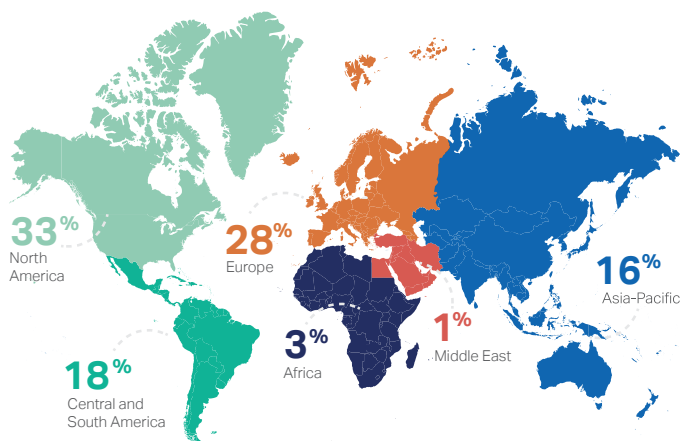 33%
North
America
28%
Europe
16%
Asia-Pacific
3%
Africa
1%
Middle East
18%
Central and
South America